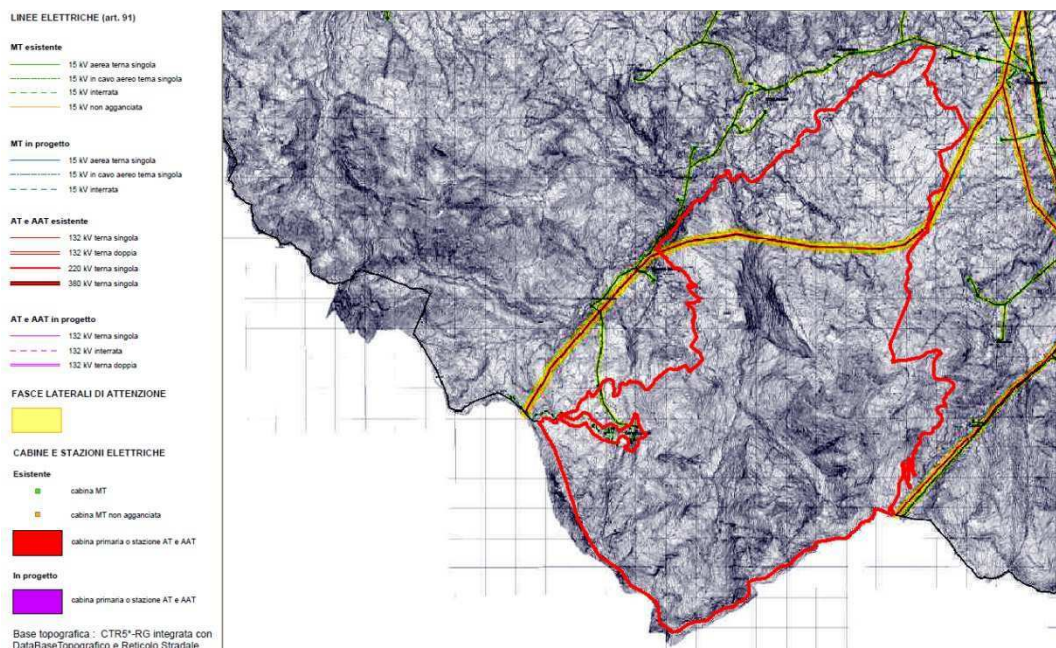 LINEE ELETTRICHE (art. 91)
MT esistente
15 kV aerea terna singola
15 kV in cavo aereo terna singola
15 kV interrata
15 kV non agganciata
MT in progetto
15 kV aerea terna singola
15 kV in cavo aereo terna singola
15 kV interrata
AT e AAT esistente
132 kV terna singola
132 kV terna doppia
220 kV terna singola
380 kV terna singola
AT e AAT in progetto
132 kV terna singola
132 kV interrata
132 kV terna doppia
FASCE LATERALI DI ATTENZIONE
CABINE E STAZIONI ELETTRICHE
Esistente
cabina MT
cabina MT non agganciata
cabina primaria o stazione AT e AAT
In progetto
cabina primaria o stazione AT e AAT
Base topografica : CTR5*-RG integrata con
DataBaseTopografico e Reticolo Stradale